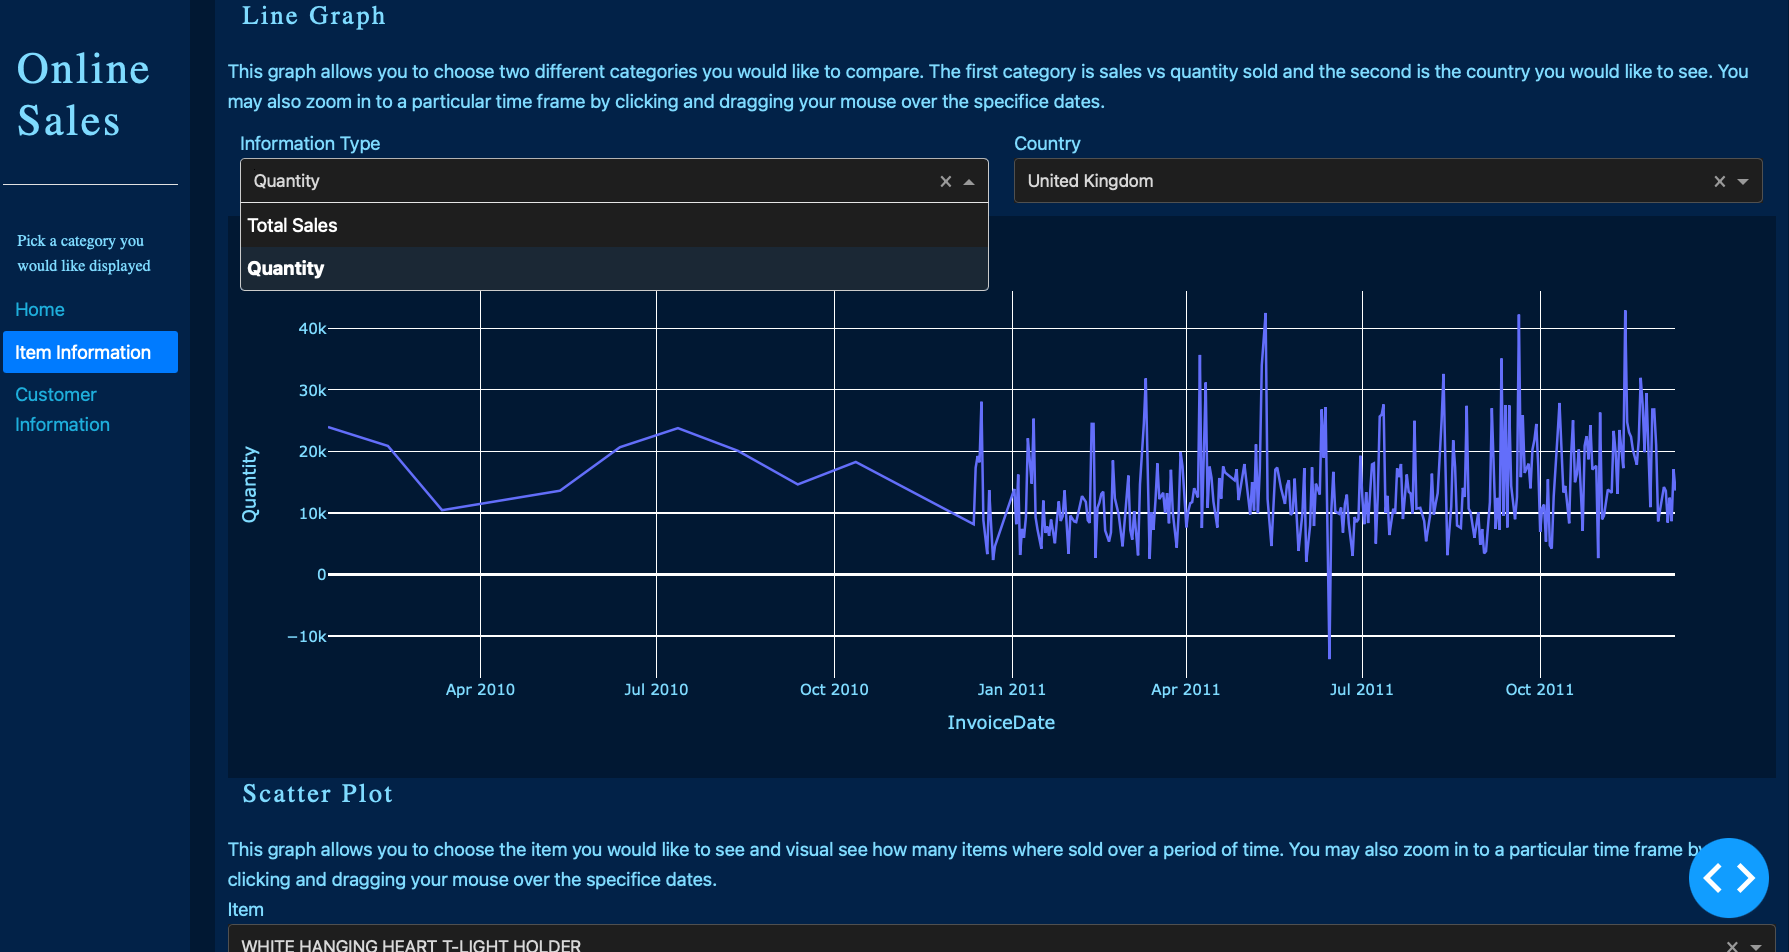 Online
Sales
Pick a category you
would like displayed
Home
Item Information
Customer
Information
Line Graph
This graph allows you to choose two different categories you would like to compare. The first category is sales vs quantity sold and the second is the country you would like to see. You
may also zoom in to a particular time frame by clicking and dragging your mouse over the specifice dates.
Information Type
Country
Quantity
United Kingdom
Total Sales
Quantity
40k
30k
20k
10k
0
−10k
Quantity
Apr 2010
Jul 2010
Oct 2010
Jan 2011
Apr 2011
Jul 2011
Oct 2011
InvoiceDate
Scatter Plot
This graph allows you to choose the item you would like to see and visual see how many items where sold over a period of time. You may also zoom in to a particular time frame by
clicking and dragging your mouse over the specifice dates.
Item
WHITE HANGING HEART T-LIGHT HOLDER